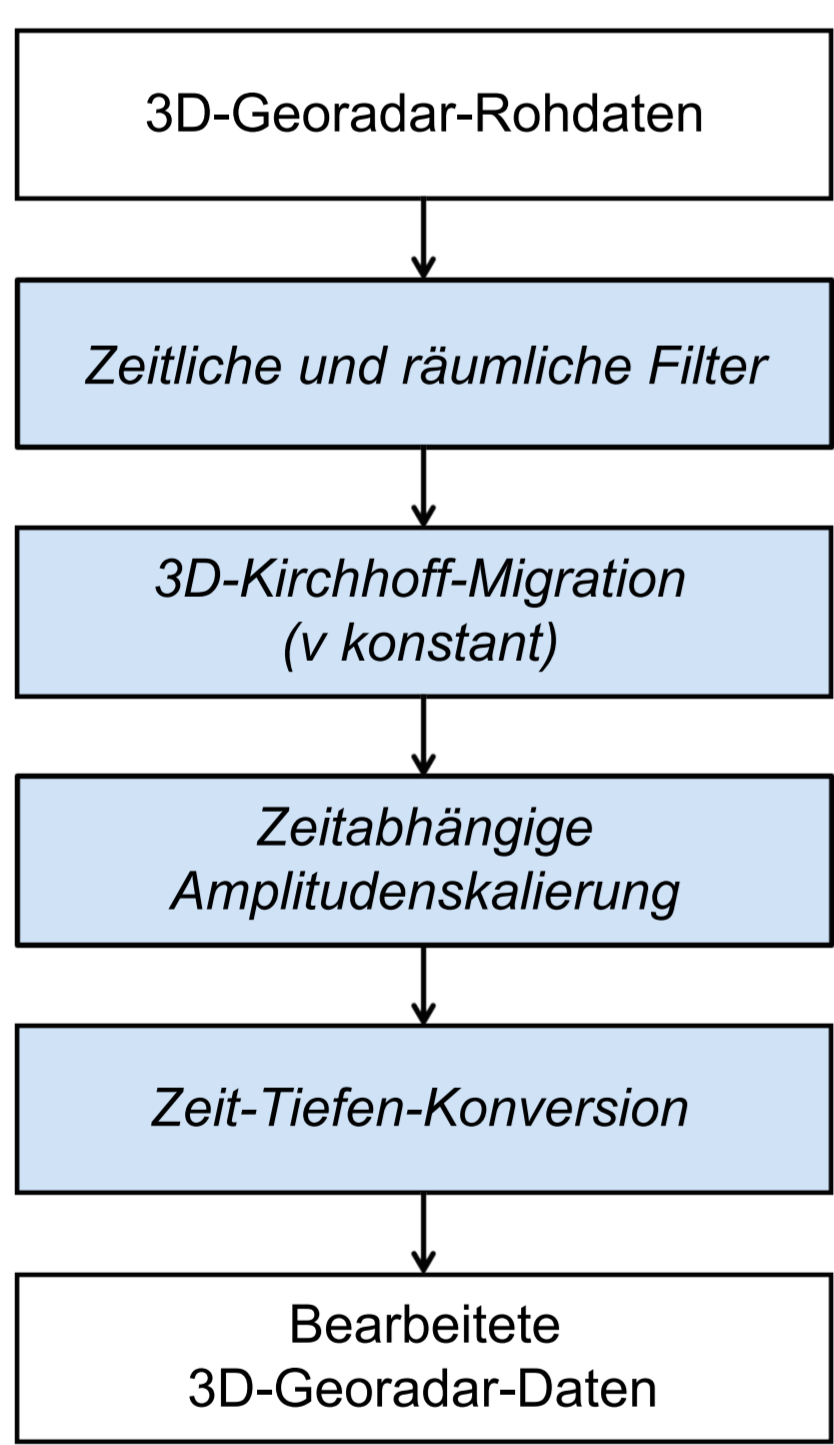 3D-Georadar-Rohdaten
Zeitliche und räumliche Filter
3D-Kirchhoff-Migration
(v konstant)
Zeitabhängige
Amplitudenskalierung
Zeit-Tiefen-Konversion
Bearbeitete
3D-Georadar-Daten